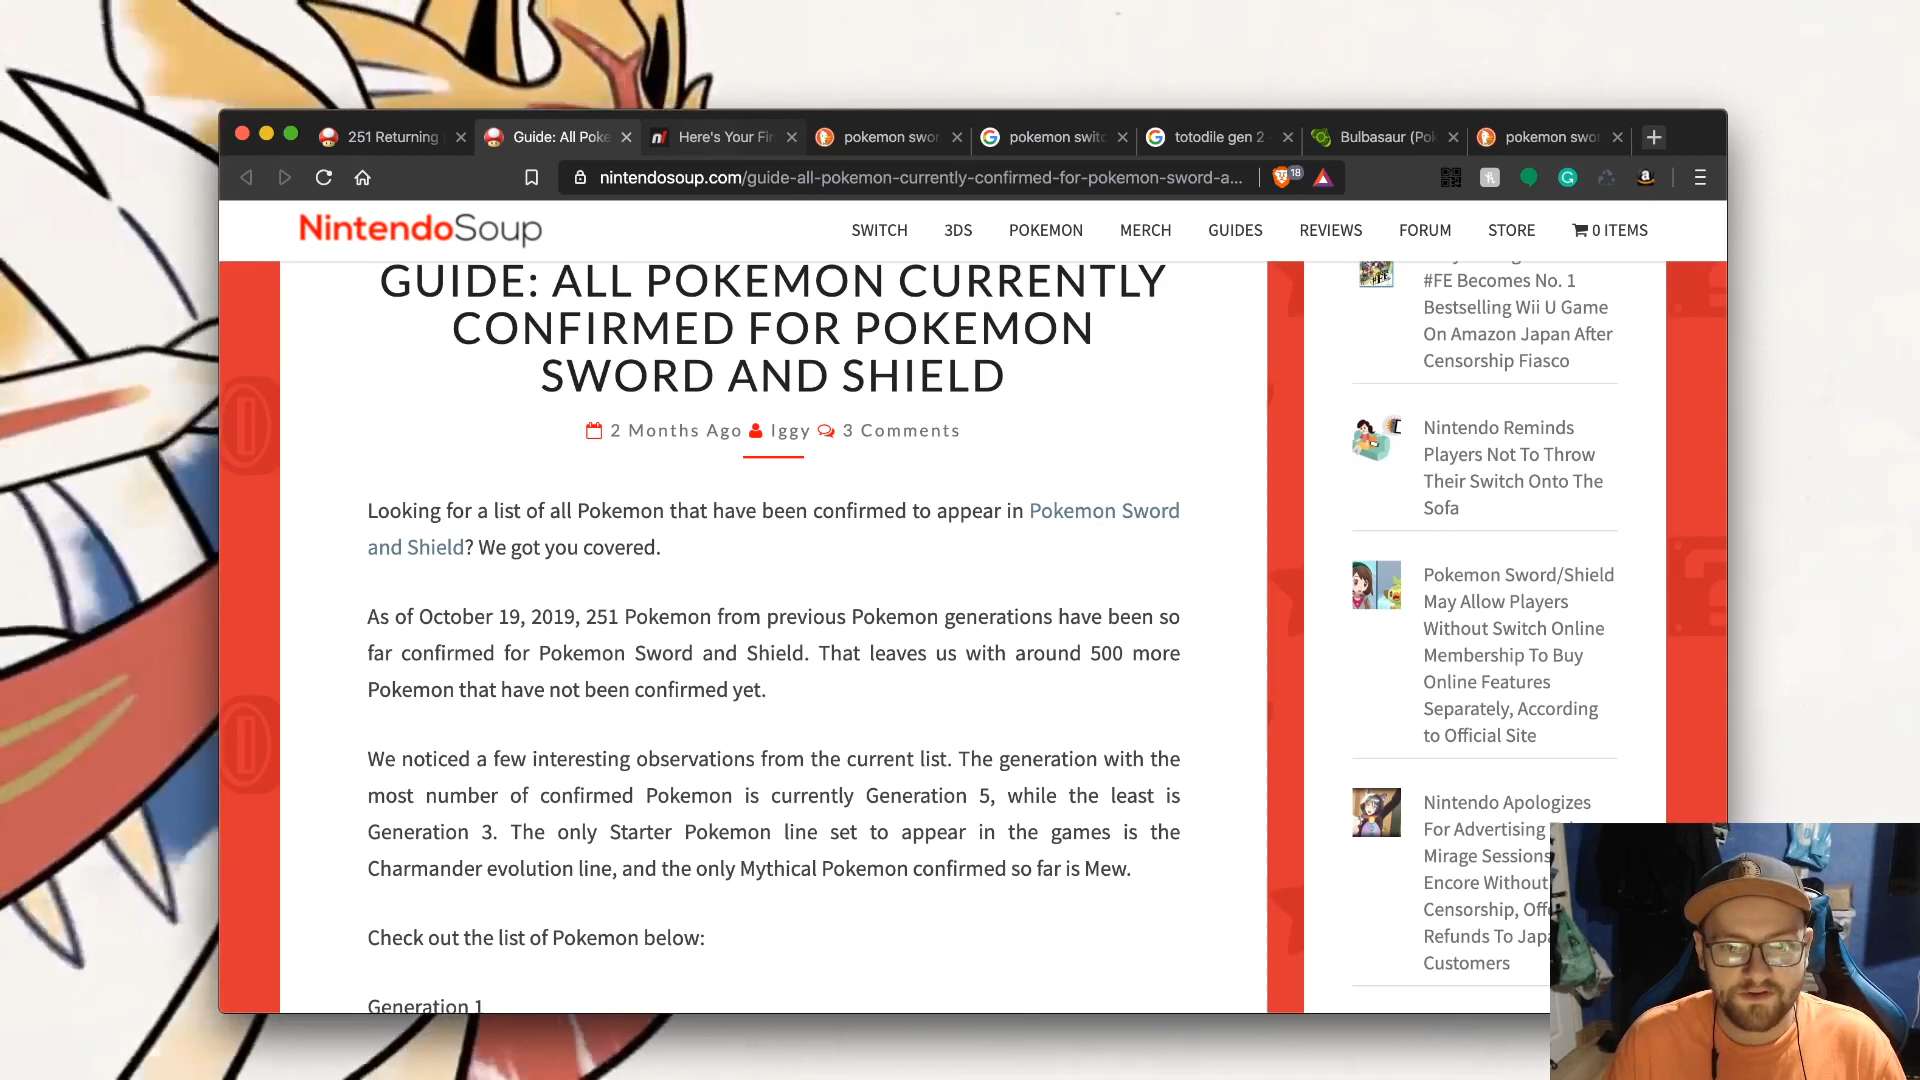 251 Returning
Guide: All Poke
Here's Your Fir
pokemon swor
pokemon switc
totodile gen 2
Bulbasaur (Pok
pokemon swor
nintendosoup.com/guide-all-pokemon-currently-confirmed-for-pokemon-sword-a...
18
NintendoSoup
SWITCH
3DS
POKEMON
MERCH
GUIDES
REVIEWS
FORUM
STORE
0 ITEMS
GUIDE: ALL POKEMON CURRENTLY
CONFIRMED FOR POKEMON
SWORD AND SHIELD
2 Months Ago Iggy 3 Comments
Looking for a list of all Pokemon that have been confirmed to appear in Pokemon Sword
and Shield? We got you covered.
As of October 19, 2019, 251 Pokemon from previous Pokemon generations have been so
far confirmed for Pokemon Sword and Shield. That leaves us with around 500 more
Pokemon that have not been confirmed yet.
We noticed a few interesting observations from the current list. The generation with the
most number of confirmed Pokemon is currently Generation 5, while the least is
Generation 3. The only Starter Pokemon line set to appear in the games is the
Charmander evolution line, and the only Mythical Pokemon confirmed so far is Mew.
Check out the list of Pokemon below:
Generation 1
#FE Becomes No. 1
Bestselling Wii U Game
On Amazon Japan After
Censorship Fiasco
Nintendo Reminds
Players Not To Throw
Their Switch Onto The
Sofa
Pokemon Sword/Shield
May Allow Players
Without Switch Online
Membership To Buy
Online Features
Separately, According
to Official Site
Nintendo Apologizes
For Advertising
Mirage Sessions
Encore Without
Censorship, Off
Refunds To Japa
Customers